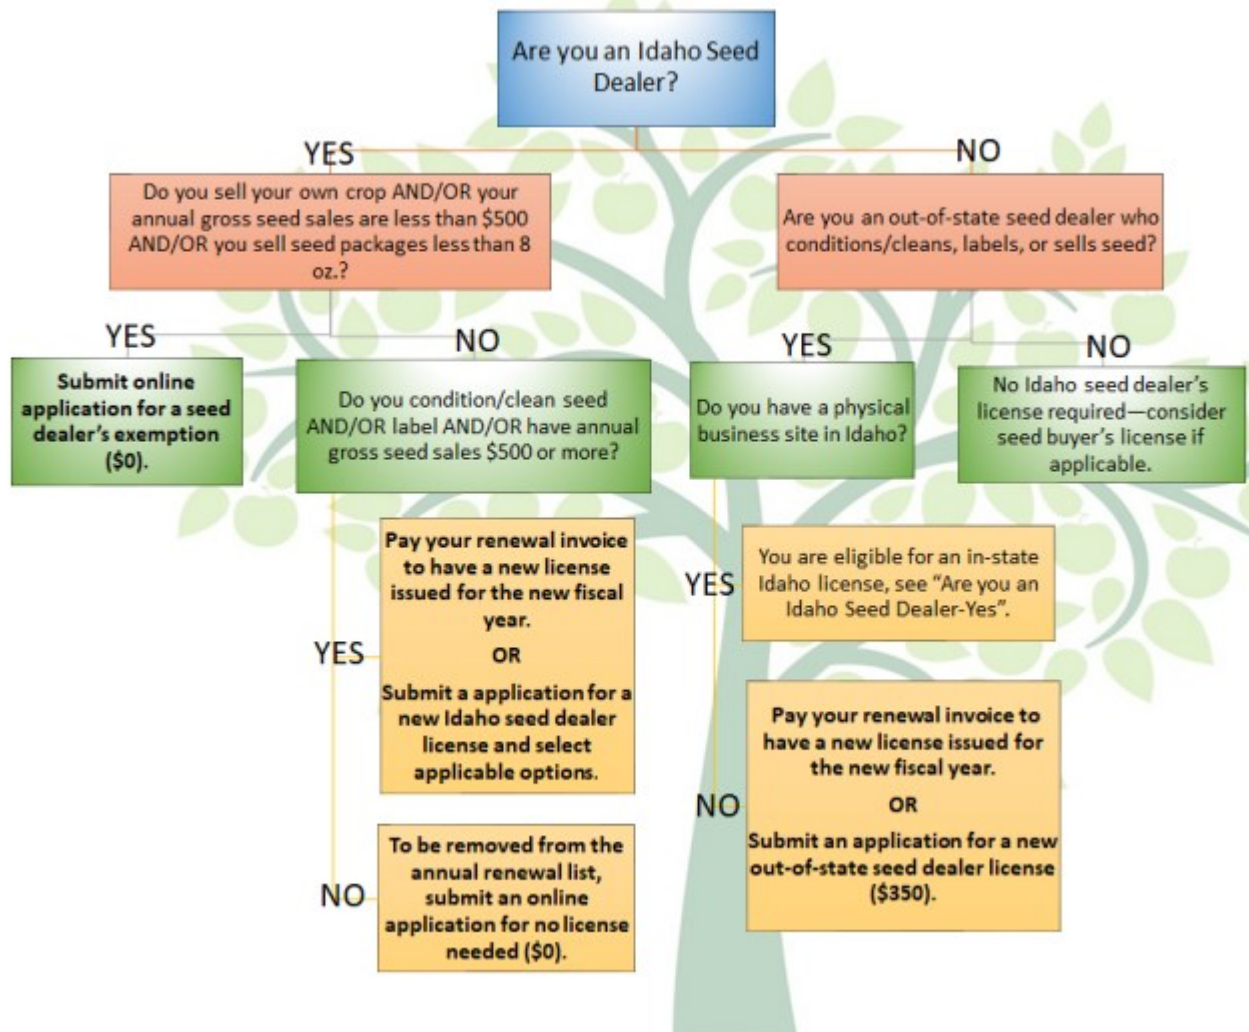 Are you an Idaho Seed
Dealer?
YES
NO
Do you sell your own crop AND/OR your
annual gross seed sales are less than $500
AND/OR you sell seed packages less than 8
oz.?
Are you an out-of-state seed dealer who
conditions/cleans, labels, or sells seed?
YES
NO
YES
NO
Submit online
application for a seed
dealer's exemption
($0).
Do you condition/clean seed
AND/OR label AND/OR have annual
gross seed sales $500 or more?
Do you have a physical
business site in Idaho?
No Idaho seed dealer's
license required—consider
seed buyer's license if
applicable.
YES
Pay your renewal invoice
to have a new license
issued for the new fiscal
year.
OR
Submit a application for a
new Idaho seed dealer
license and select
applicable options.
NO
To be removed from the
annual renewal list,
submit an online
application for no license
needed ($0).
YES
You are eligible for an in-state
Idaho license, see “Are you an
Idaho Seed Dealer-Yes”.
NO
Pay your renewal invoice to
have a new license issued for
the new fiscal year.
OR
Submit an application for a new
out-of-state seed dealer license
($350).